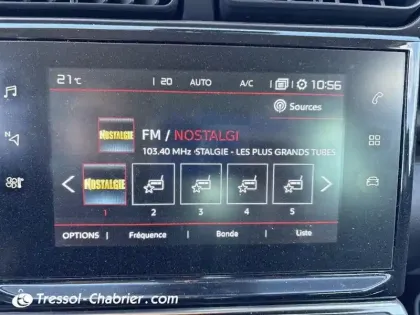 21°C 20 AUTO A/C 10:56
Sources
NOSTALGIE FM / NOSTALGI
103.40 MHz ·STALGIE - LES PLUS GRANDS TUBES
NOSTALGIE
1 2 3 4 5
OPTIONS Fréquence Bande Liste
N
Tressol-Chabrier.com